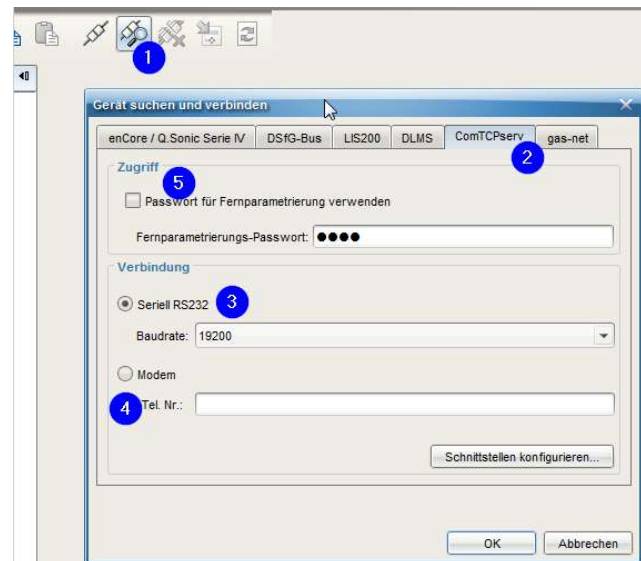 1
Gerät suchen und verbinden
enCore / Q.Sonic Serie IV DSfG-Bus LIS200 DLMS ComTCPserv gas-net
2
Zugriff
5
Passwort für Fernparametrierung verwenden
Fernparametrierungs-Passwort: ●●●●
Verbindung
Seriell RS232 3
Baudrate: 19200
Modem
4 Tel. Nr.:
Schnittstellen konfigurieren...
OK Abbrechen